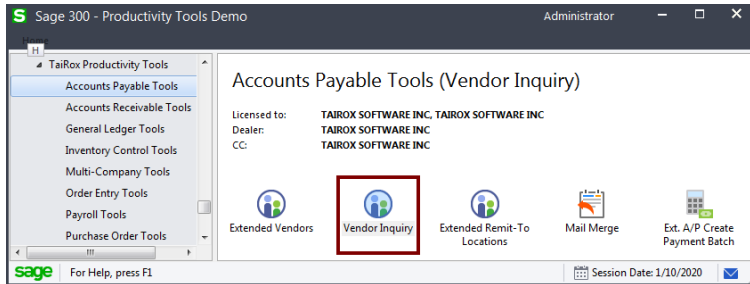 S Sage 300 - Productivity Tools Demo Administrator
Home
H
TaiRox Productivity Tools
Accounts Payable Tools
Accounts Receivable Tools
General Ledger Tools
Inventory Control Tools
Multi-Company Tools
Order Entry Tools
Payroll Tools
Purchase Order Tools
Accounts Payable Tools (Vendor Inquiry)
Licensed to: TAIROX SOFTWARE INC, TAIROX SOFTWARE INC
Dealer: TAIROX SOFTWARE INC
CC: TAIROX SOFTWARE INC
Extended Vendors
Vendor Inquiry
Extended Remit-To
Locations
Mail Merge
Ext. A/P Create
Payment Batch
sage For Help, press F1 Session Date: 1/10/2020